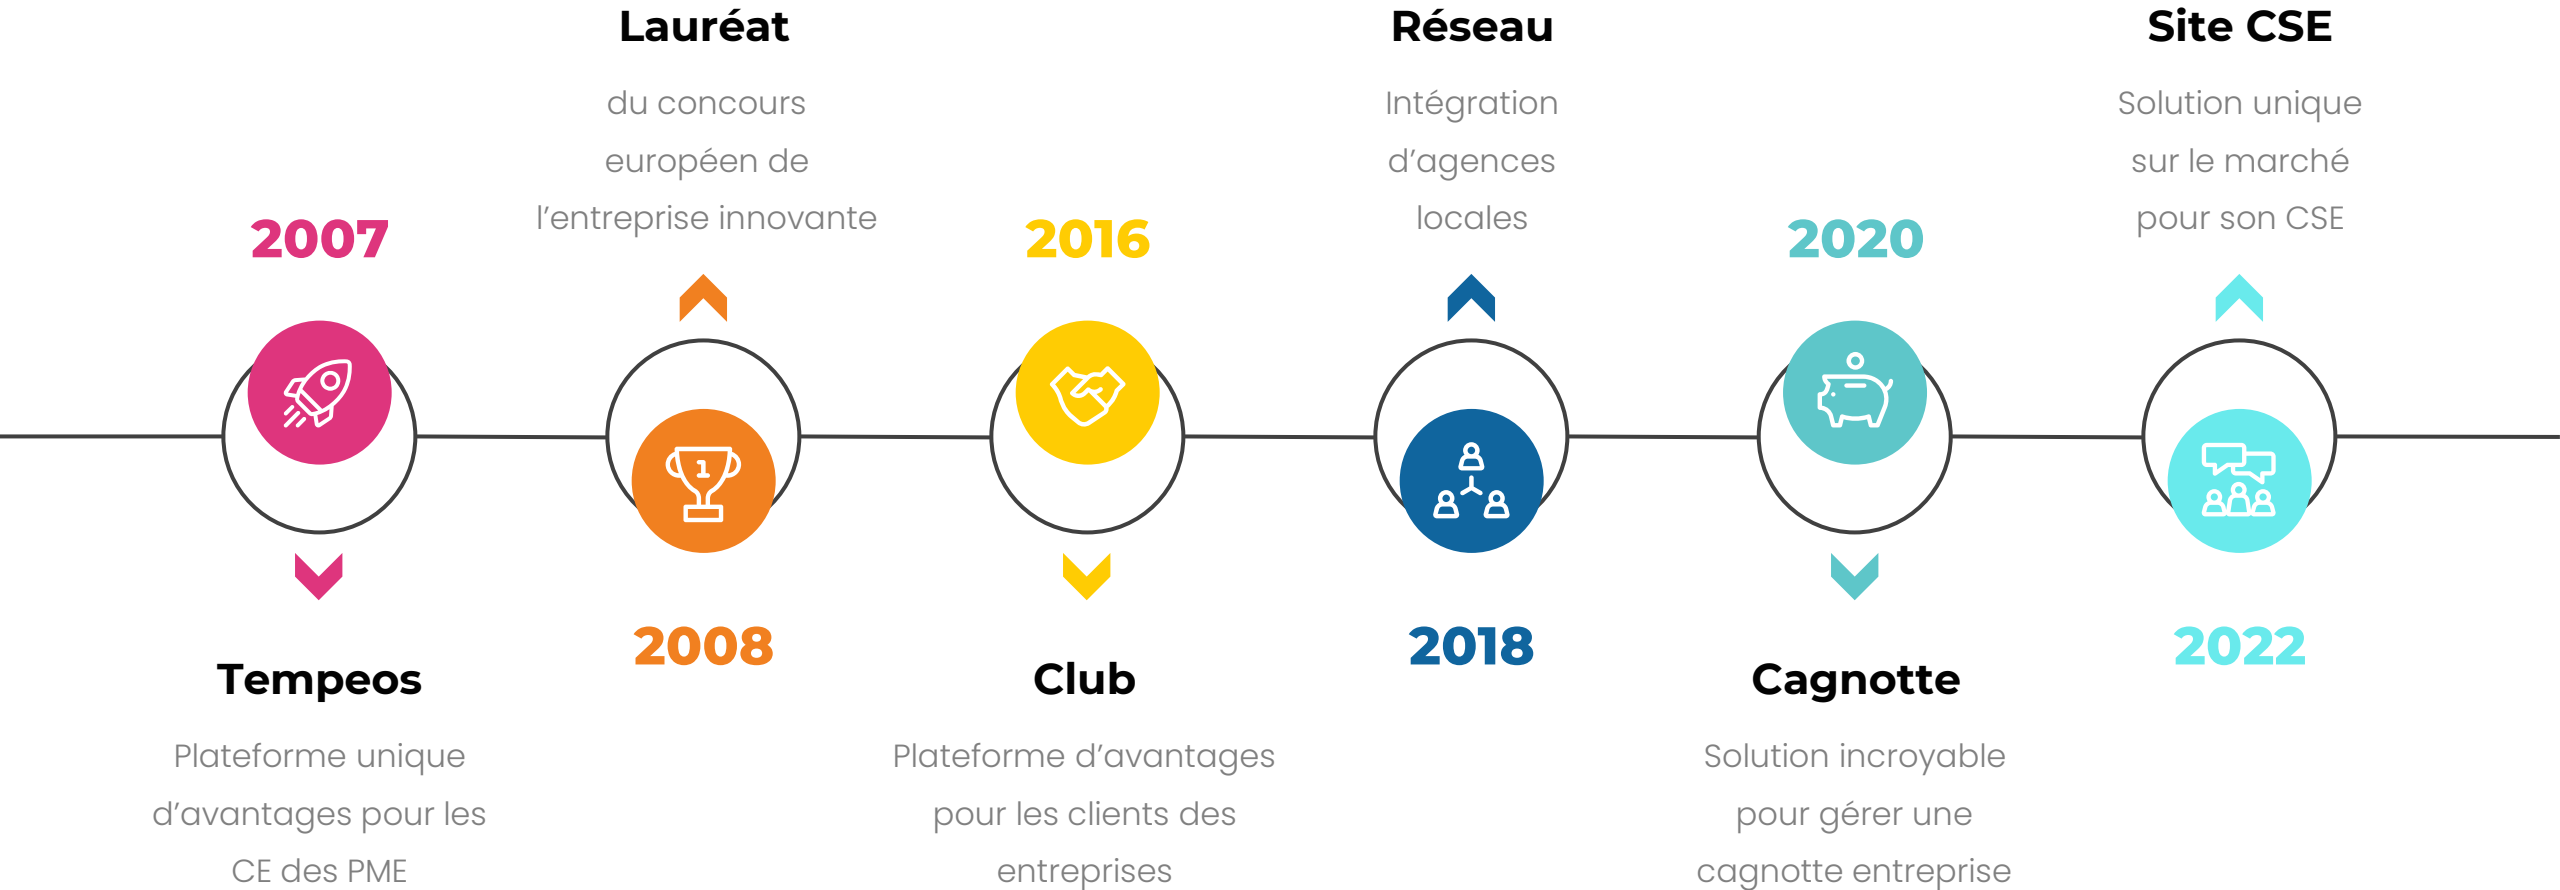 2007
Tempeos
Plateforme unique
d’avantages pour les
CE des PME
Lauréat
du concours
européen de
l’entreprise innovante
1
2008
2016
Club
Plateforme d’avantages
pour les clients des
entreprises
Réseau
Intégration
d’agences
locales
2018
2020
Cagnotte
Solution incroyable
pour gérer une
cagnotte entreprise
Site CSE
Solution unique
sur le marché
pour son CSE
2022